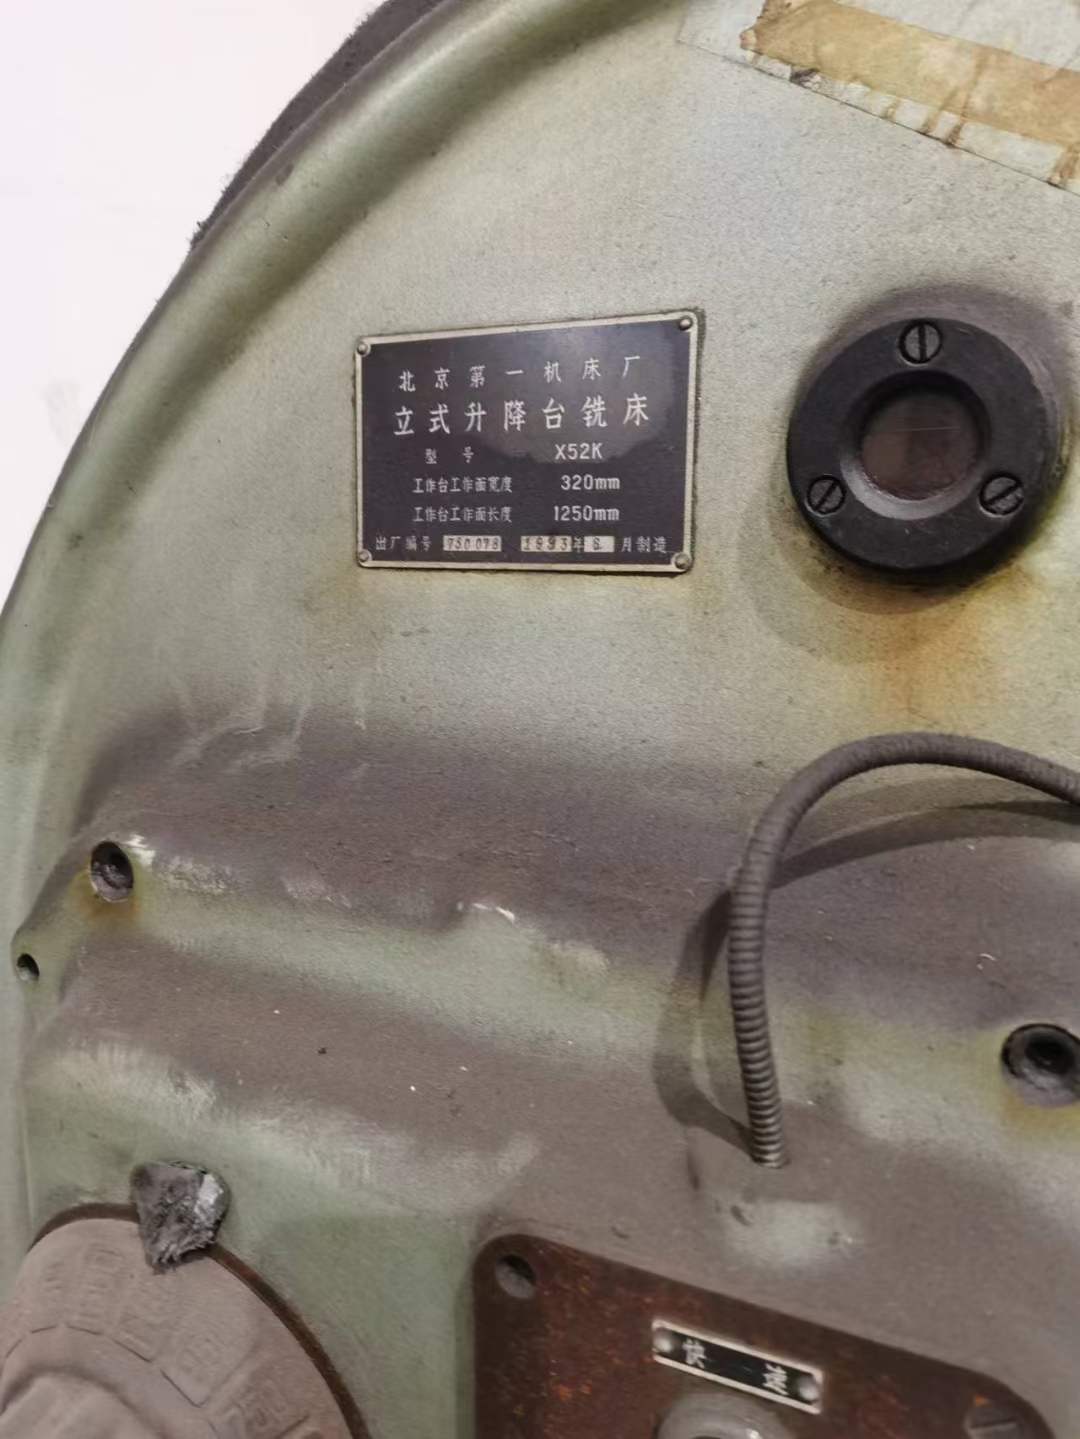 北京第一机床厂
立式升降台铣床
型号 X52K
工作台工作面宽度 320mm
工作台工作面长度 1250mm
出厂编号 730078 1993年 月制造
快速